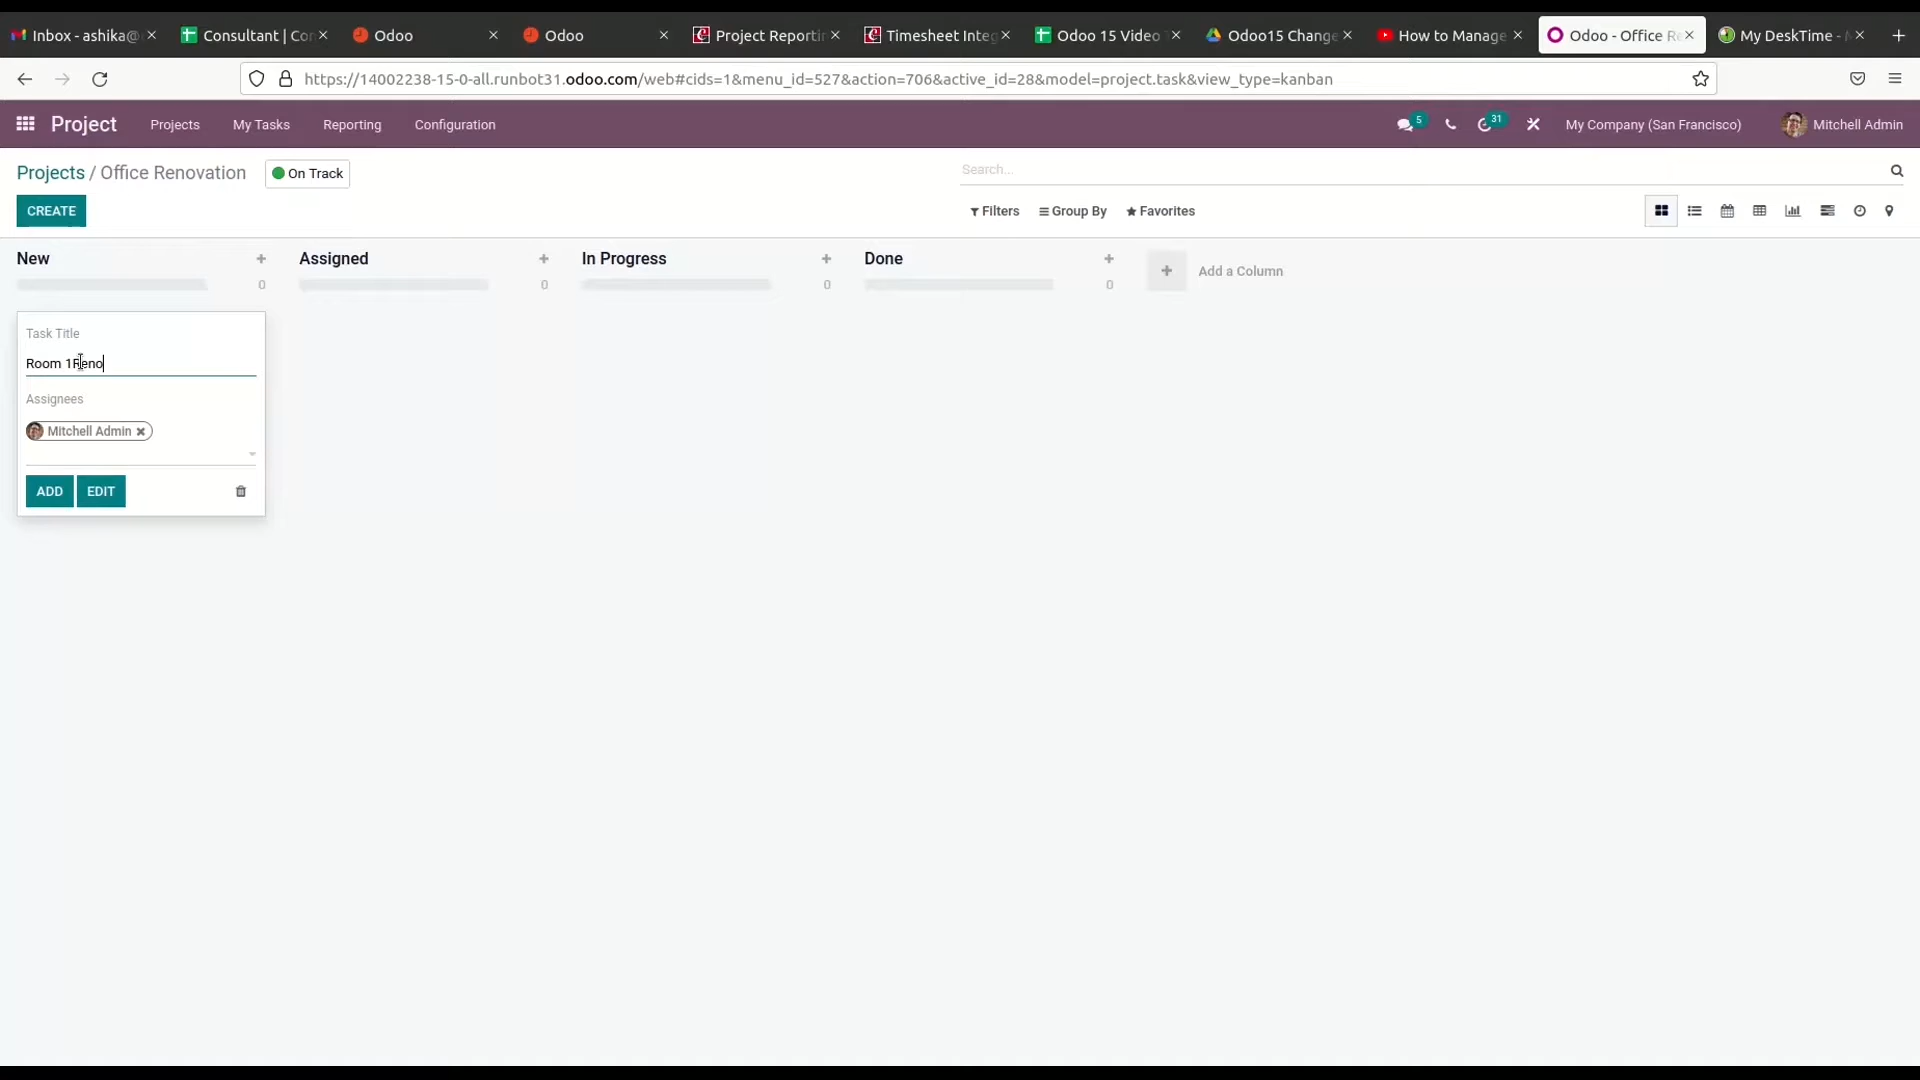 Inbox - ashika@ Consultant | Con Odoo Odoo Project Reporti Timesheet Integ Odoo 15 Video Odoo15 Change How to Manage Odoo - Office Re My DeskTime -
https://14002238-15-0-all.runbot31.odoo.com/web#cids=1&menu_id=527&action=706&active_id=28&model=project.task&view_type=kanban
Project Projects My Tasks Reporting Configuration 5 31 My Company (San Francisco) Mitchell Admin
Projects / Office Renovation On Track Search...
CREATE Filters Group By Favorites
New Assigned In Progress Done Add a Column
0 0 0 0
Task Title
Room 1Reno
Assignees
Mitchell Admin
ADD EDIT